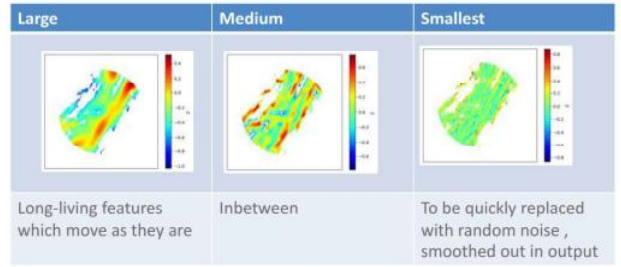 Large
Medium
Smallest
Long-living features
which move as they are
Inbetween
To be quickly replaced
with random noise ,
smoothed out in output